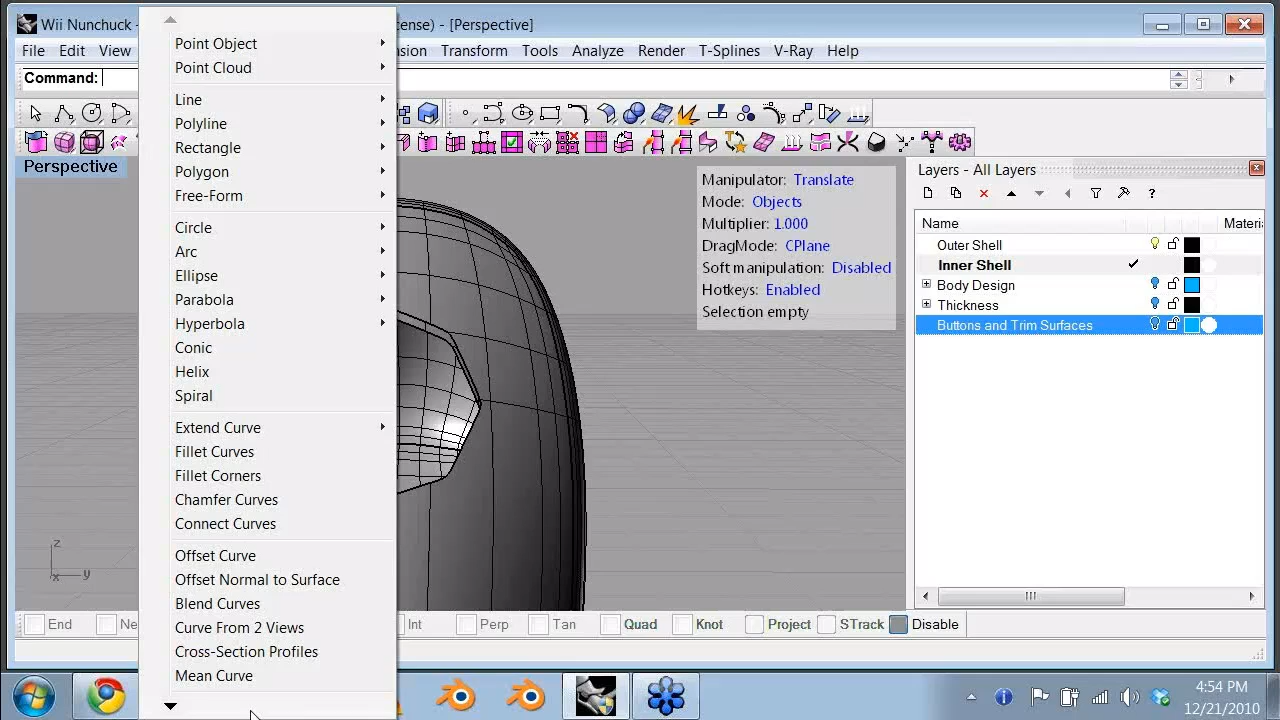 Wii Nunchuck -
ense) - [Perspective]
File Edit View
usion Transform Tools Analyze Render T-Splines V-Ray Help
Command:
Perspective
Point Object
Point Cloud
Line
Polyline
Rectangle
Polygon
Free-Form
Circle
Arc
Ellipse
Parabola
Hyperbola
Conic
Helix
Spiral
Extend Curve
Fillet Curves
Fillet Corners
Chamfer Curves
Connect Curves
Offset Curve
Offset Normal to Surface
Blend Curves
Curve From 2 Views
Cross-Section Profiles
Mean Curve
Manipulator: Translate
Mode: Objects
Multiplier: 1.000
DragMode: CPlane
Soft manipulation: Disabled
Hotkeys: Enabled
Selection empty
Layers - All Layers
Name Materi
Outer Shell
Inner Shell
Body Design
Thickness
Buttons and Trim Surfaces
z
x y
End Ne Int Perp Tan Quad Knot Project STrack Disable
4:54 PM
12/21/2010